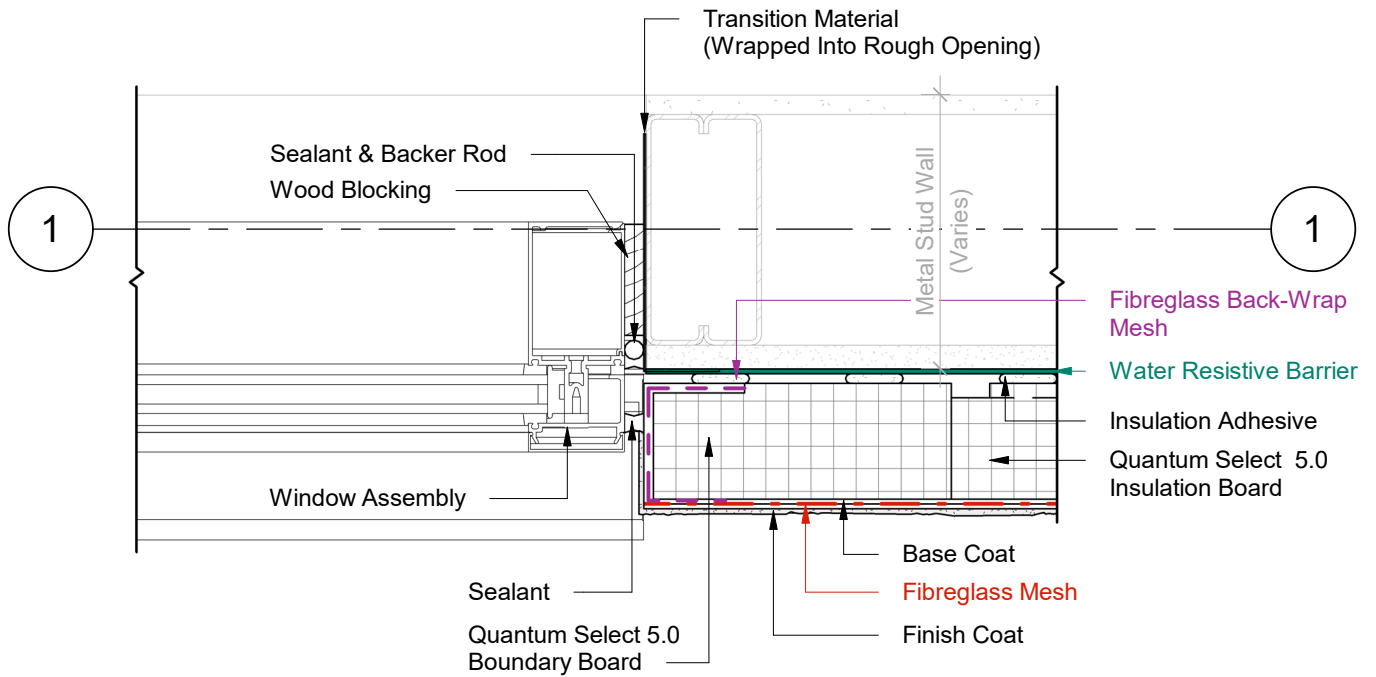 Transition Material
(Wrapped Into Rough Opening)
Sealant & Backer Rod
Wood Blocking
1
1
Metal Stud Wall
(Varies)
Fibreglass Back-Wrap
Mesh
Water Resistive Barrier
Insulation Adhesive
Quantum Select 5.0
Insulation Board
Window Assembly
Base Coat
Sealant
Fibreglass Mesh
Quantum Select 5.0
Boundary Board
Finish Coat